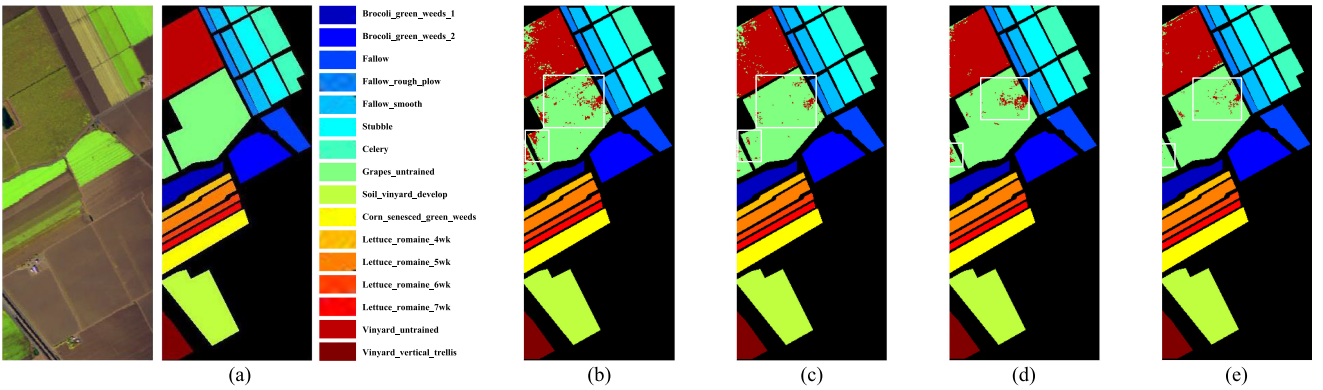 Brocoli_green_weeds_1
Brocoli_green_weeds_2
Fallow
Fallow_rough_plow
Fallow_smooth
Stubble
Celery
Grapes_untrained
Soil_vinyard_develop
Corn_senesced_green_weeds
Lettuce_romaine_4wk
Lettuce_romaine_5wk
Lettuce_romaine_6wk
Lettuce_romaine_7wk
Vinyard_untrained
Vinyard_vertical_trellis
(a) (b) (c) (d) (e)